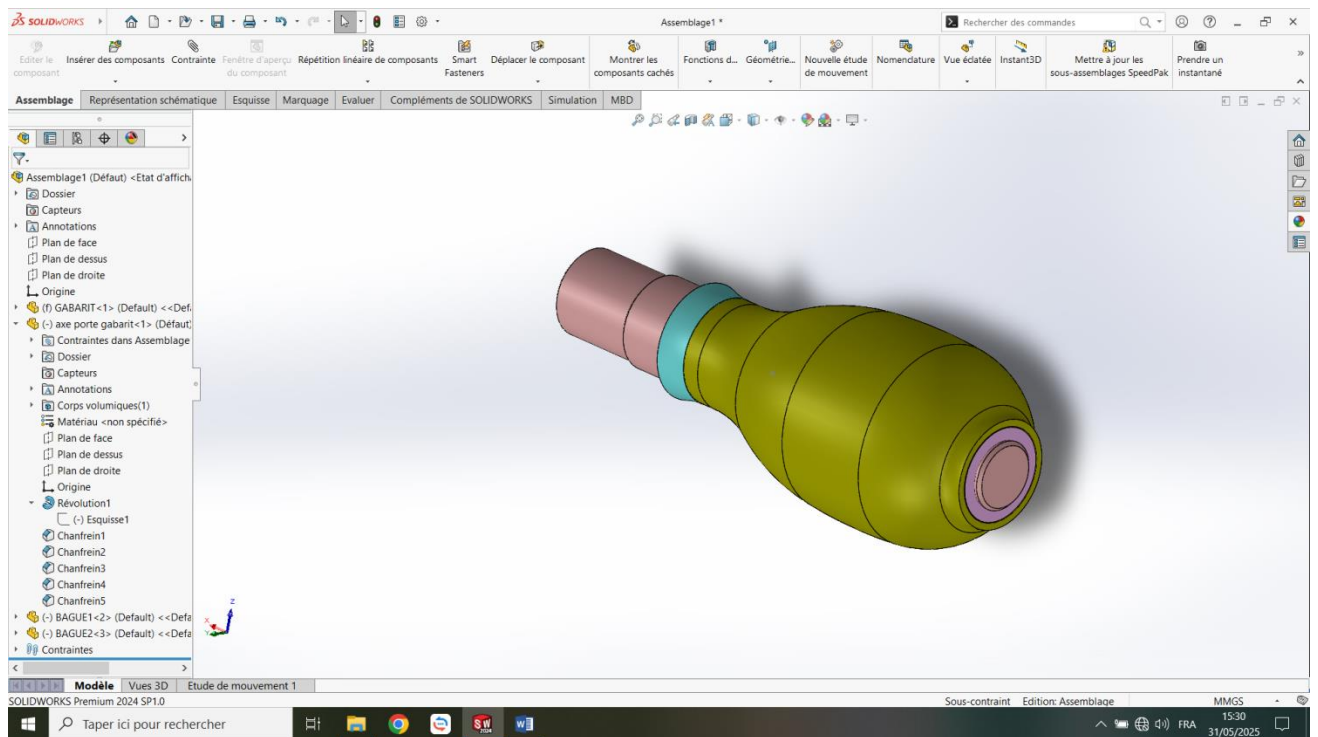 SOLIDWORKS
Assemblage1 *
Rechercher des commandes
Editer le composant
Insérer des composants
Contrainte
Fenêtre d'aperçu du composant
Répétition linéaire de composants
Smart Fasteners
Déplacer le composant
Montrer les composants cachés
Fonctions d...
Géométrie...
Nouvelle étude de mouvement
Nomenclature
Vue éclatée
Instant3D
Mettre à jour les sous-assemblages SpeedPak
Prendre un instantané
Assemblage
Représentation schématique
Esquisse
Marquage
Evaluer
Compléments de SOLIDWORKS
Simulation
MBD
Assemblage1 (Défaut) <Etat d'affich
Dossier
Capteurs
Annotations
Plan de face
Plan de dessus
Plan de droite
Origine
(f) GABARIT<1> (Default) <<Def
(-) axe porte gabarit<1> (Défaut
Contraintes dans Assemblage
Dossier
Capteurs
Annotations
Corps volumiques(1)
Matériau <non spécifié>
Plan de face
Plan de dessus
Plan de droite
Origine
Révolution1
(-) Esquisse1
Chanfrein1
Chanfrein2
Chanfrein3
Chanfrein4
Chanfrein5
(-) BAGUE1<2> (Default) <<Defa
(-) BAGUE2<3> (Default) <<Defa
Contraintes
Z
X
Y
Modèle
Vues 3D
Etude de mouvement 1
SOLIDWORKS Premium 2024 SP1.0
Sous-contraint
Edition: Assemblage
MMGS
Taper ici pour rechercher
FRA
15:30
31/05/2025